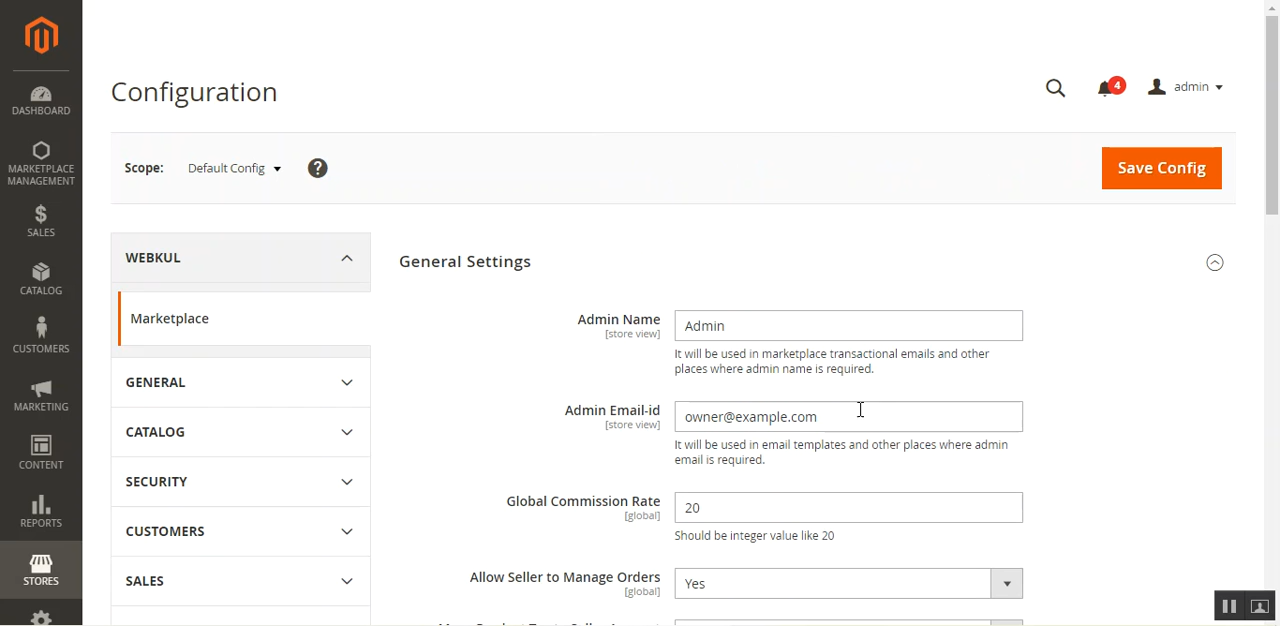 DASHBOARD
MARKETPLACE
MANAGEMENT
SALES
CATALOG
CUSTOMERS
MARKETING
CONTENT
REPORTS
STORES
Configuration
4
admin
Scope: Default Config ?
Save Config
WEBKUL
Marketplace
GENERAL
CATALOG
SECURITY
CUSTOMERS
SALES
General Settings
Admin Name Admin
[store view]
It will be used in marketplace transactional emails and other
places where admin name is required.
Admin Email-id owner@example.com
[store view]
It will be used in email templates and other places where admin
email is required.
Global Commission Rate 20
[global]
Should be integer value like 20
Allow Seller to Manage Orders Yes
[global]